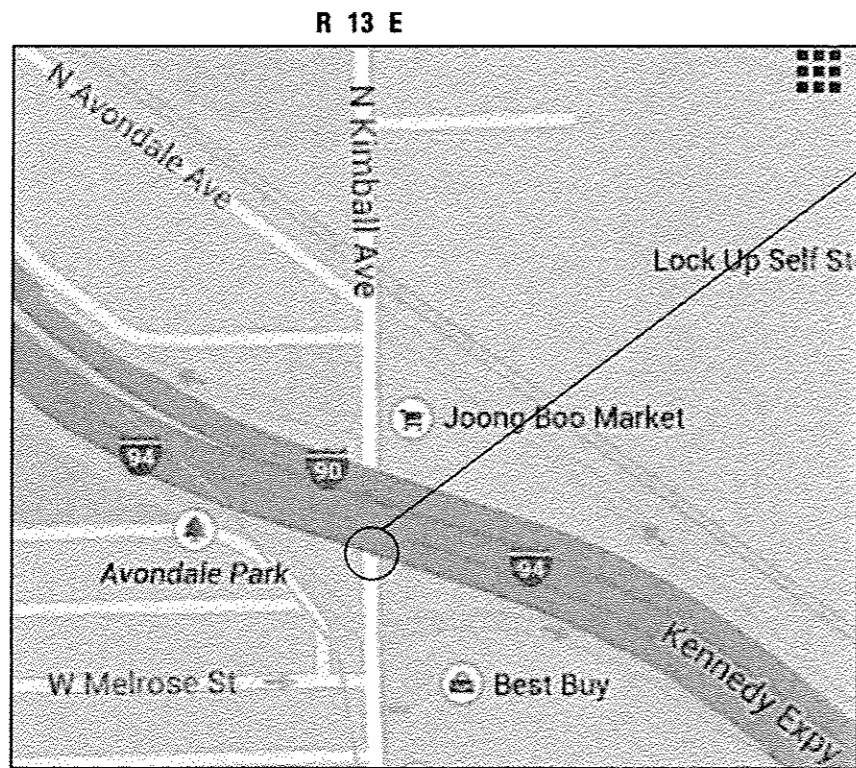 R 13 E
N Avondale Ave
N Kimball Ave
Lock Up Self St
Joong Boo Market
94
90
Avondale Park
94
W Melrose St
Best Buy
Kennedy Expy